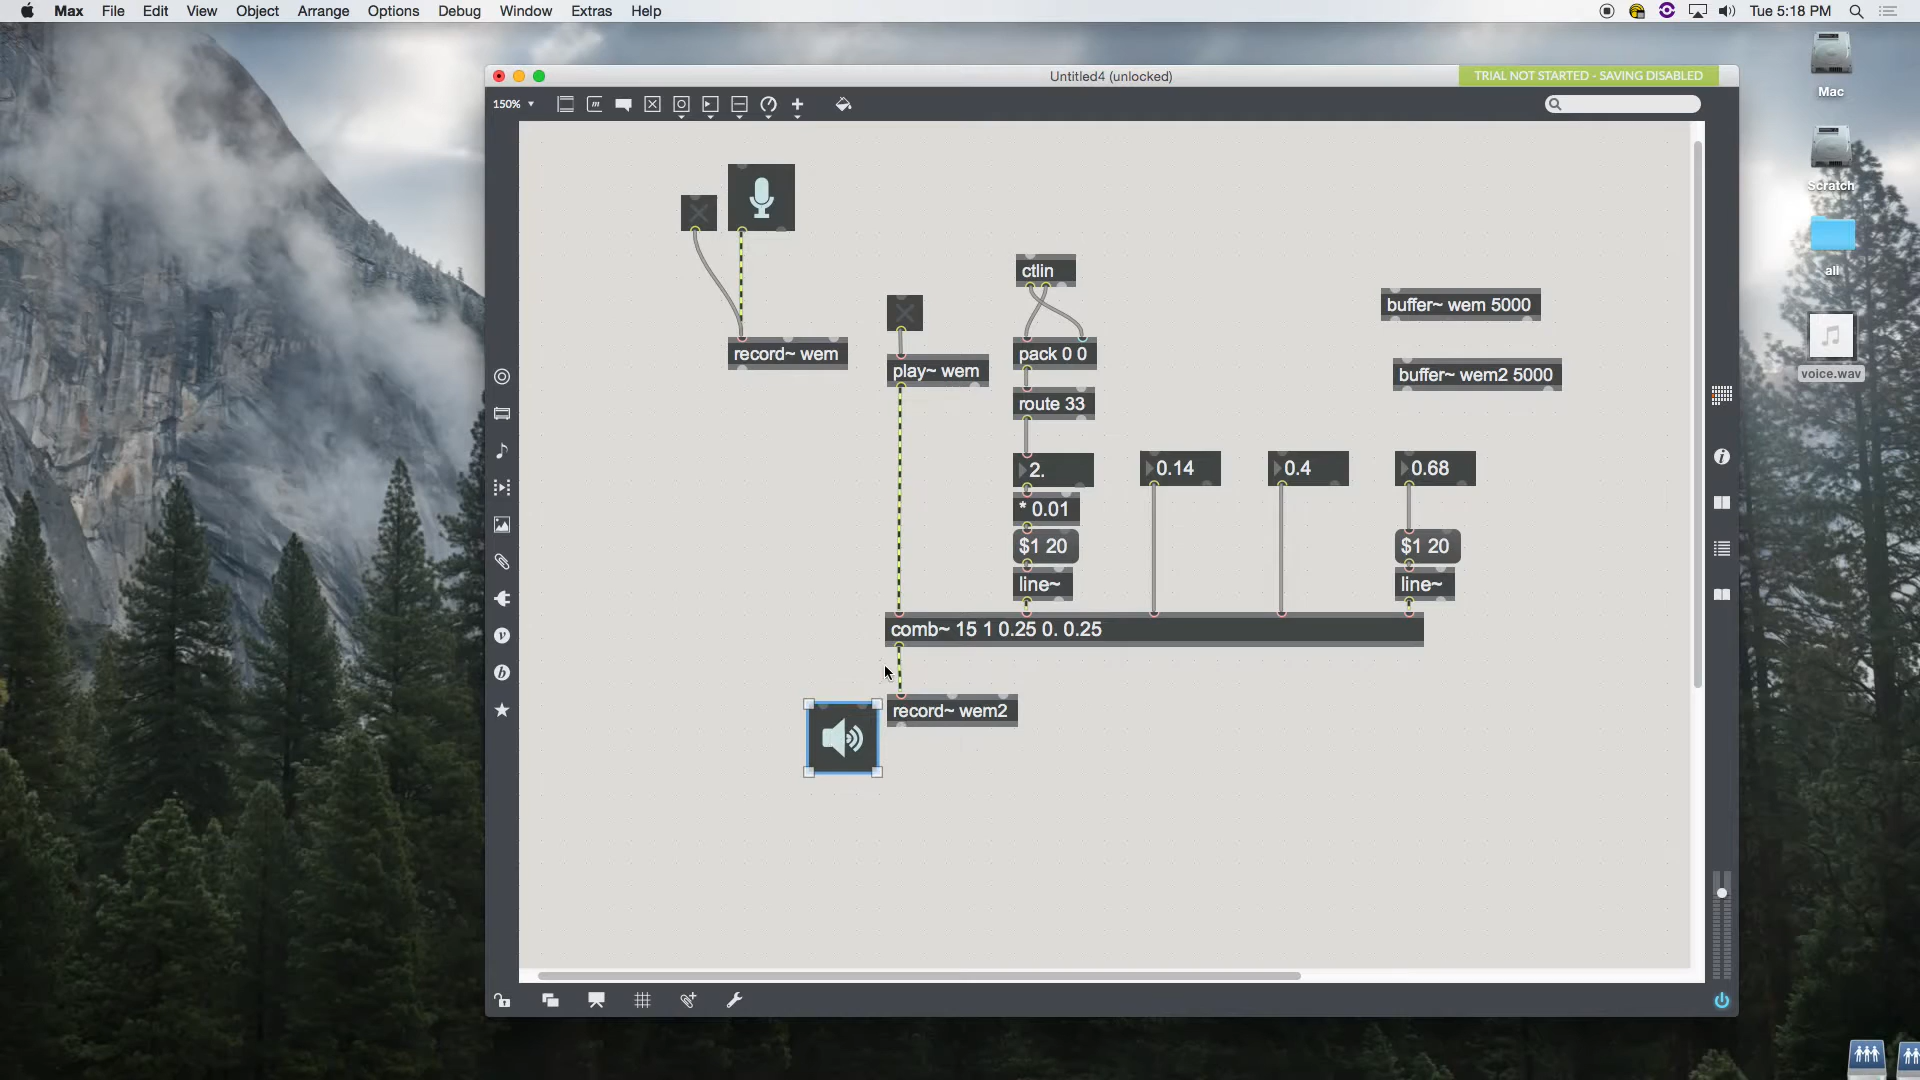 Max File Edit View Object Arrange Options Debug Window Extras Help
Tue 5:18 PM
Untitled4 (unlocked)
TRIAL NOT STARTED - SAVING DISABLED
150%
Mac
Scratch
all
voice.wav
ctlin
buffer~ wem 5000
record~ wem
play~ wem
pack 0 0
buffer~ wem2 5000
route 33
2.
0.14
0.4
0.68
* 0.01
$1 20
$1 20
line~
line~
comb~ 15 1 0.25 0. 0.25
record~ wem2